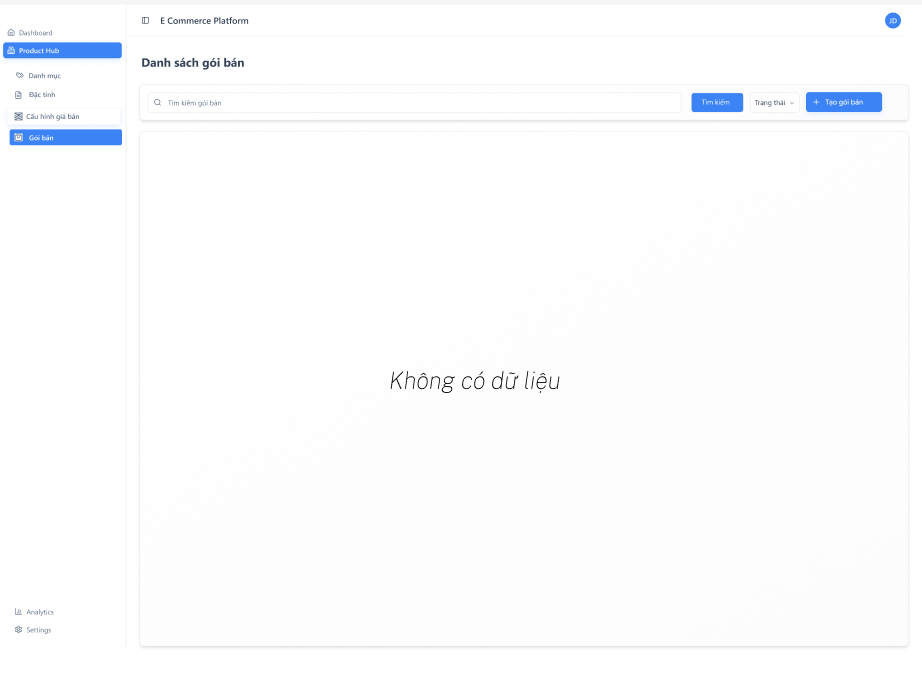 E Commerce Platform
JD
Dashboard
Product Hub
Danh mục
Đặc tính
Cấu hình giá bán
Gói bán
Analytics
Settings
Danh sách gói bán
Tìm kiếm gói bán
Tìm kiếm
Trạng thái
Tạo gói bán
Không có dữ liệu